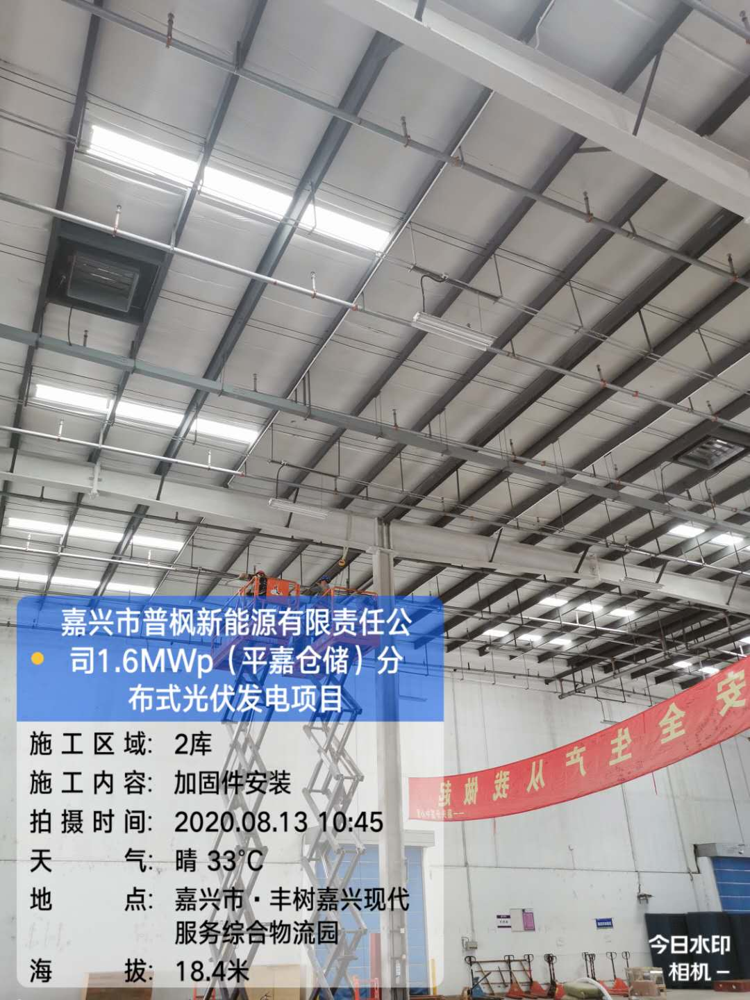 嘉兴市普枫新能源有限责任公
司1.6MWp（平嘉仓储）分
布式光伏发电项目
施工区域: 2库
施工内容: 加固件安装
拍摄时间: 2020.08.13 10:45
天气: 晴 33℃
地点: 嘉兴市·丰树嘉兴现代
服务综合物流园
海拔: 18.4米
安全生产从我做起
今日水印
相机